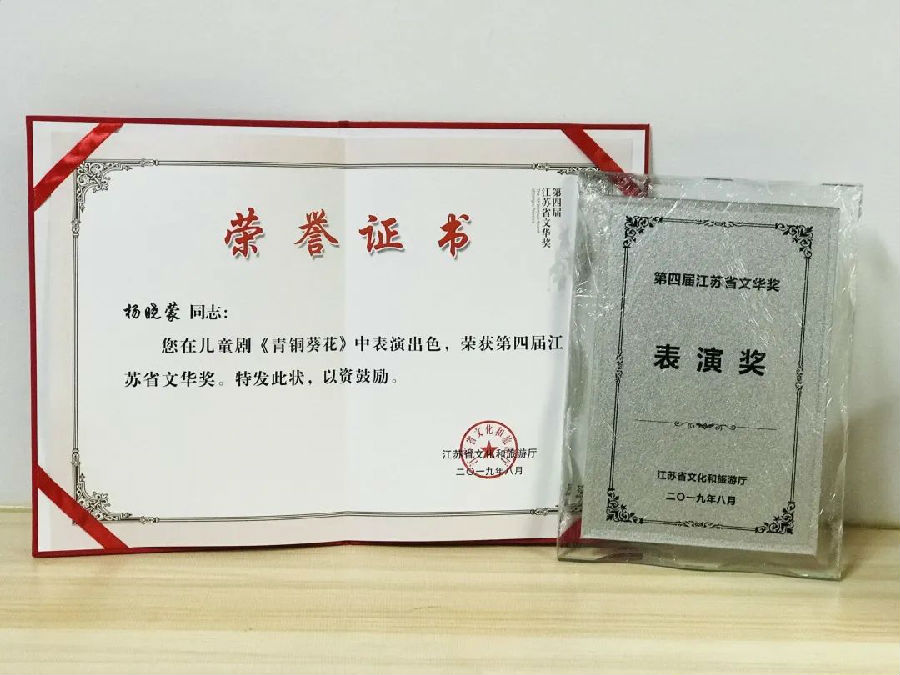 第四届
江苏省文华奖
荣誉证书
杨晓蒙 同志：
您在儿童剧《青铜葵花》中表演出色，荣获第四届江
苏省文华奖。特发此状，以资鼓励。
江苏省文化和旅游厅
二〇一九年八月
第四届江苏省文华奖
表演奖
江苏省文化和旅游厅
二〇一九年八月